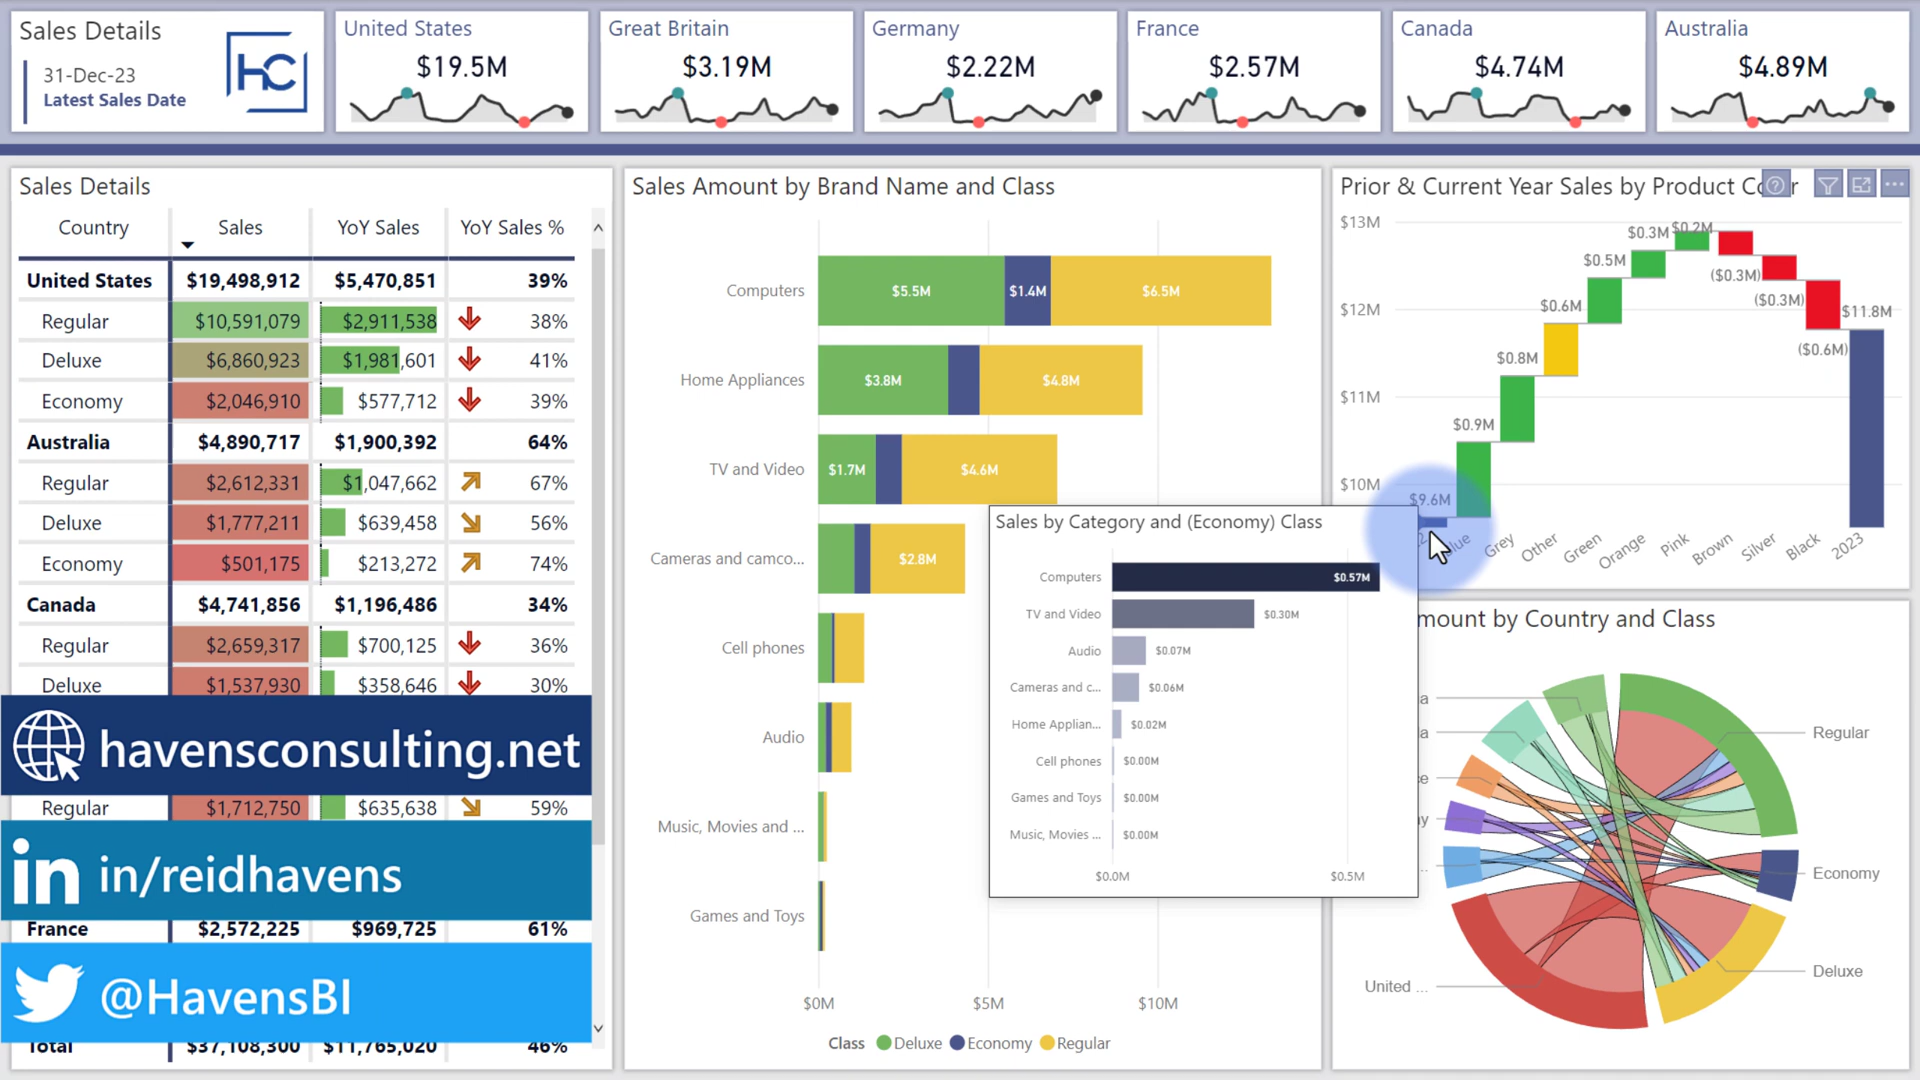 Sales Details
31-Dec-23
Latest Sales Date
HC
United States
$19.5M
Great Britain
$3.19M
Germany
$2.22M
France
$2.57M
Canada
$4.74M
Australia
$4.89M
Sales Details
Country Sales YoY Sales YoY Sales %
United States $19,498,912 $5,470,851 39%
Regular $10,591,079 $2,911,538 38%
Deluxe $6,860,923 $1,981,601 41%
Economy $2,046,910 $577,712 39%
Australia $4,890,717 $1,900,392 64%
Regular $2,612,331 $1,047,662 67%
Deluxe $1,777,211 $639,458 56%
Economy $501,175 $213,272 74%
Canada $4,741,856 $1,196,486 34%
Regular $2,659,317 $700,125 36%
Deluxe $1,537,930 $358,646 30%
havensconsulting.net
Regular $1,712,750 $635,638 59%
in in/reidhavens
France $2,572,225 $969,725 61%
@HavensBI
Total $37,108,300 $11,765,020 46%
Sales Amount by Brand Name and Class
Computers $5.5M $1.4M $6.5M
Home Appliances $3.8M $4.8M
TV and Video $1.7M $4.6M
Cameras and camco... $2.8M
Cell phones
Audio
Music, Movies and ...
Games and Toys
$0M $5M $10M
Class Deluxe Economy Regular
Sales by Category and (Economy) Class
Computers $0.57M
TV and Video $0.30M
Audio $0.07M
Cameras and c... $0.06M
Home Applian... $0.02M
Cell phones $0.00M
Games and Toys $0.00M
Music, Movies ... $0.00M
$0.0M $0.5M
Prior & Current Year Sales by Product Co r
$13M
$12M
$11M
$10M
$9.6M
$0.9M
$0.8M
$0.6M
$0.5M
$0.3M
$0.2M
($0.3M)
($0.3M)
($0.6M)
$11.8M
Grey Other Green Orange Pink Brown Silver Black 2023
mount by Country and Class
Regular
Economy
Deluxe
United ...